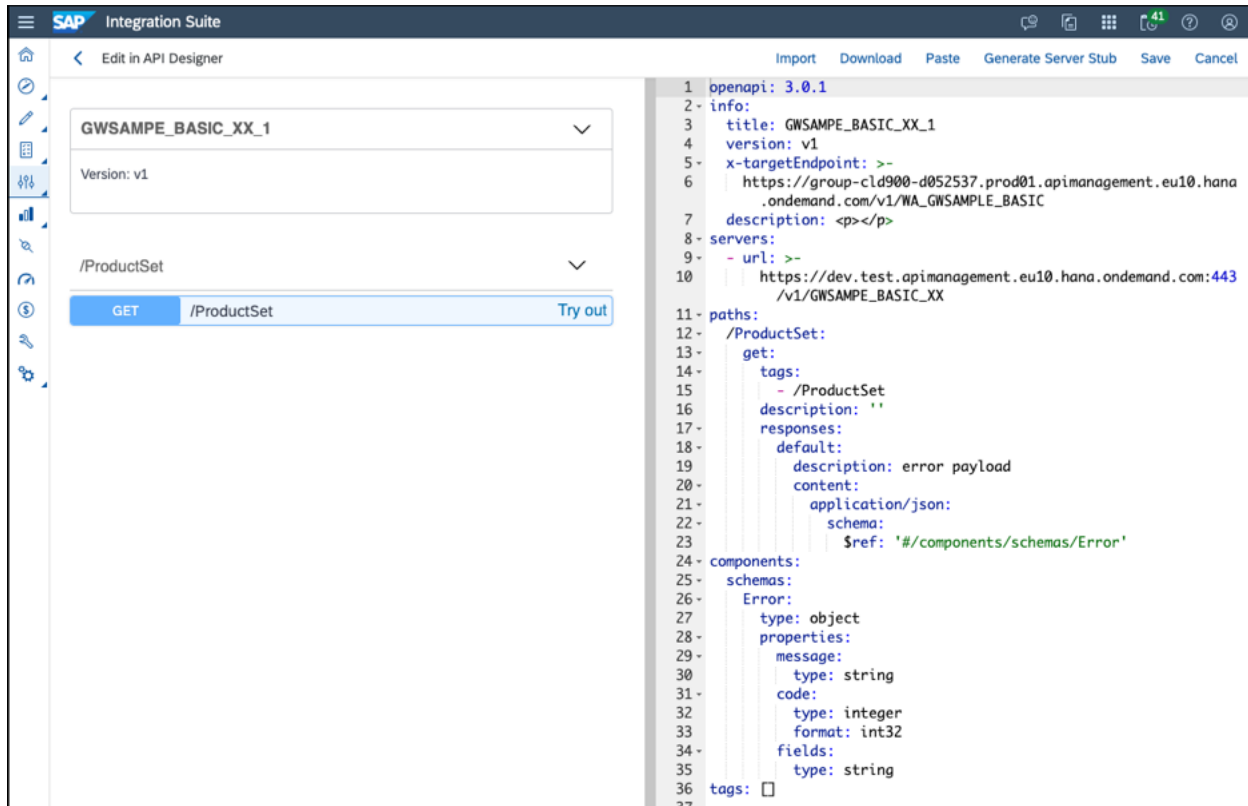 SAP Integration Suite 41
Edit in API Designer Import Download Paste Generate Server Stub Save Cancel
GWSAMPE_BASIC_XX_1
Version: v1
/ProductSet
GET /ProductSet Try out
1 openapi: 3.0.1
2 info:
3 title: GWSAMPE_BASIC_XX_1
4 version: v1
5 x-targetEndpoint: >-
6 https://group-cld900-d052537.prod01.apimanagement.eu10.hana
.ondemand.com/v1/WA_GWSAMPLE_BASIC
7 description: <p></p>
8 servers:
9 - url: >-
10 https://dev.test.apimanagement.eu10.hana.ondemand.com:443
/v1/GWSAMPE_BASIC_XX
11 paths:
12 /ProductSet:
13 get:
14 tags:
15 - /ProductSet
16 description: ''
17 responses:
18 default:
19 description: error payload
20 content:
21 application/json:
22 schema:
23 $ref: '#/components/schemas/Error'
24 components:
25 schemas:
26 Error:
27 type: object
28 properties:
29 message:
30 type: string
31 code:
32 type: integer
33 format: int32
34 fields:
35 type: string
36 tags: []
37